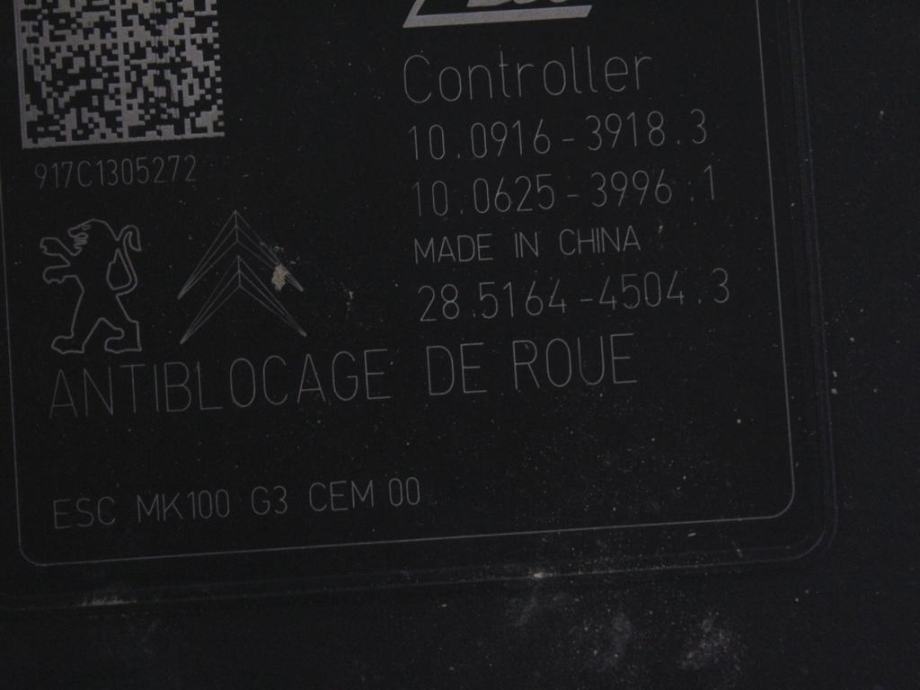 Controller
10.0916-3918.3
917C1305272
10.0625-3996.1
MADE IN CHINA
28.5164-4504.3
ANTIBLOCAGE DE ROUE
ESC MK100 G3 CEM 00